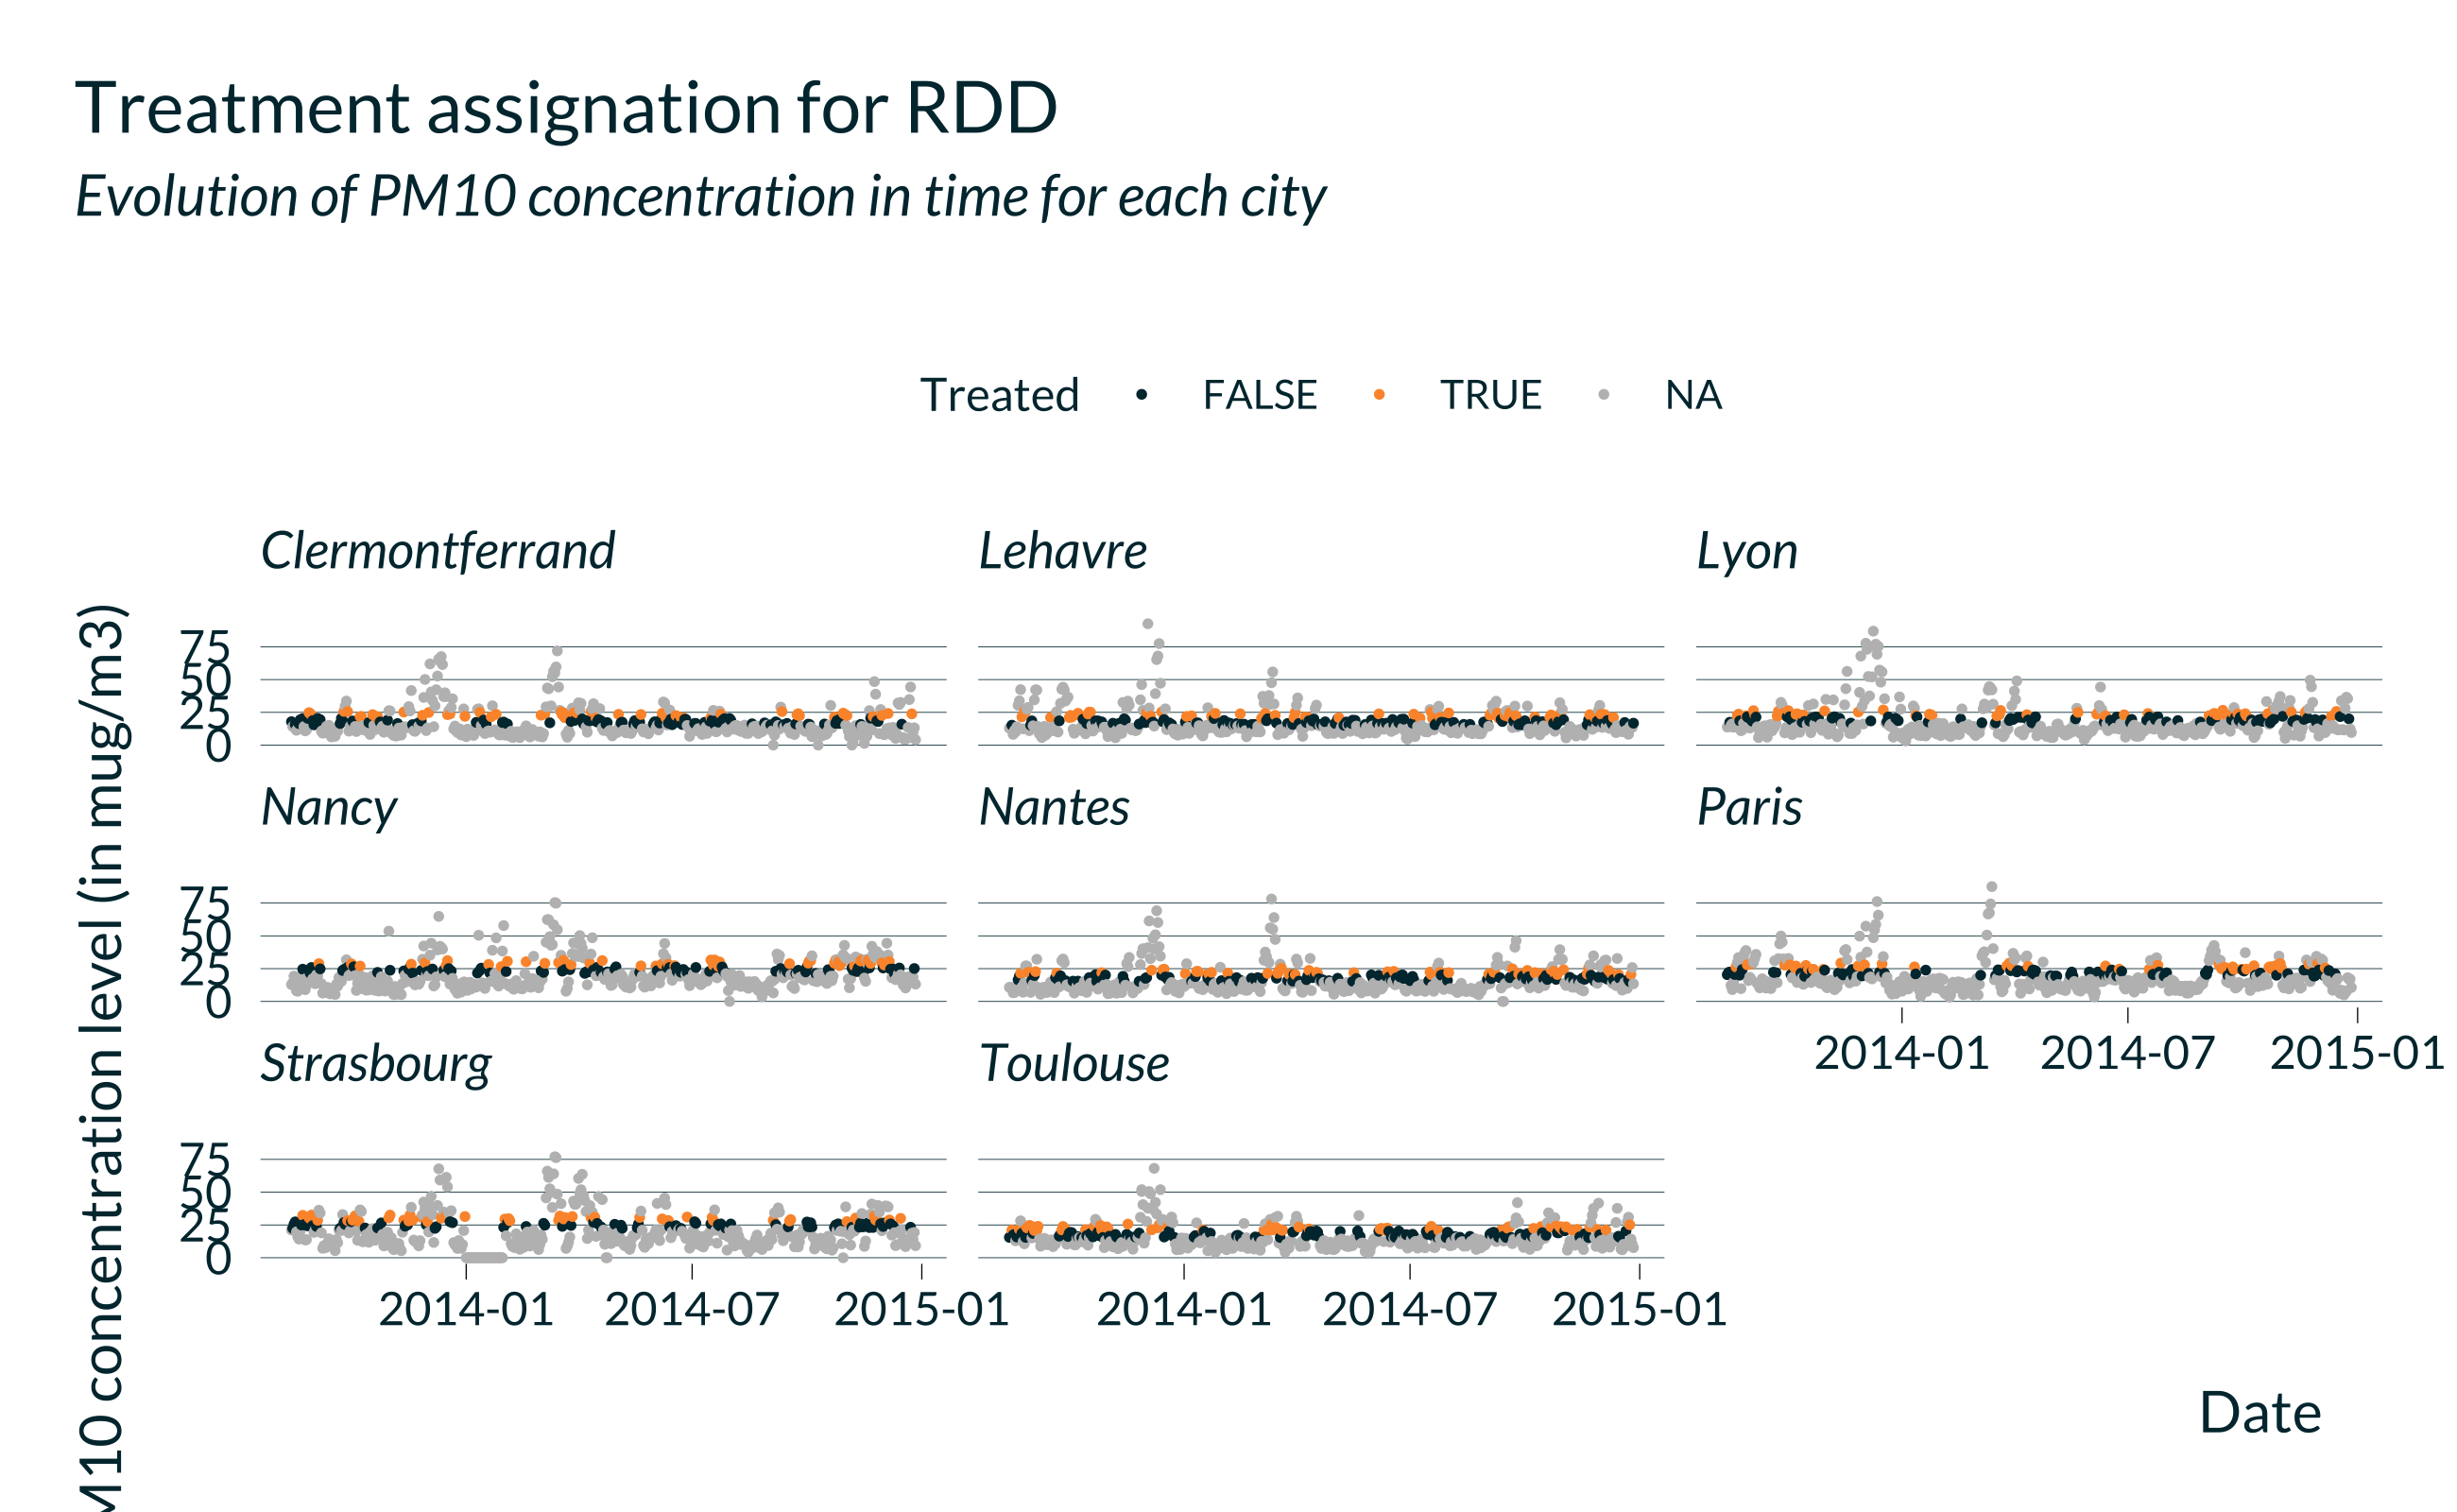 Treatment assignation for RDD
Evolution of PM10 concentration in time for each city
Treated FALSE TRUE NA
Clermontferrand Lehavre Lyon
75
50
25
0
Nancy Nantes Paris
75
50
25
0
2014-01 2014-07 2015-01
Strasbourg Toulouse
75
50
25
0
2014-01 2014-07 2015-01 2014-01 2014-07 2015-01
Date
M10 concentration level (in mug/m3)